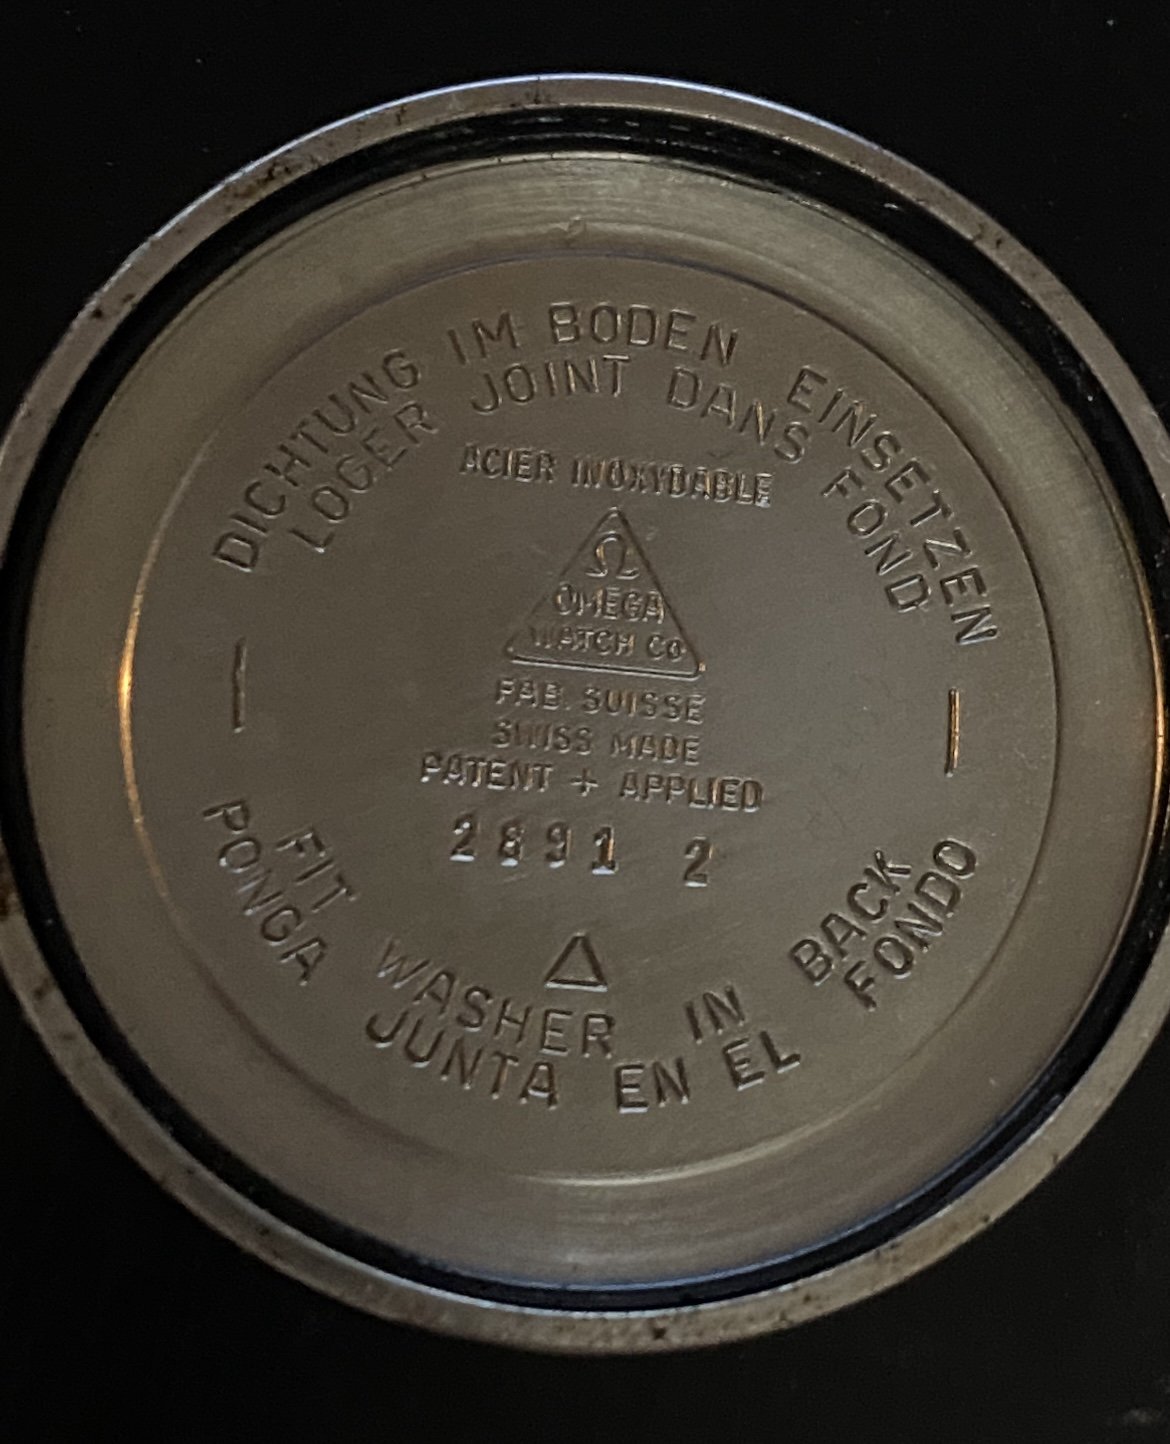 DICHTUNG IM BODEN EINSETZEN
LOGER JOINT DANS FOND
ACIER INOXYDABLE
Ω
OMEGA
WATCH CO
FAB. SUISSE
SWISS MADE
PATENT + APPLIED
2891 2
FIT WASHER IN BACK
PONGA JUNTA EN EL FONDO